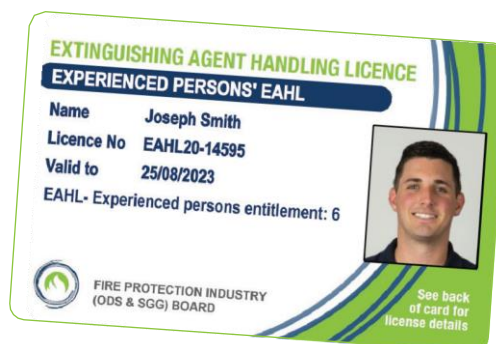 EXTINGUISHING AGENT HANDLING LICENCE
EXPERIENCED PERSONS' EAHL
Name Joseph Smith
Licence No EAHL20-14595
Valid to 25/08/2023
EAHL- Experienced persons entitlement: 6
FIRE PROTECTION INDUSTRY
(ODS & SGG) BOARD
See back
of card for
license details